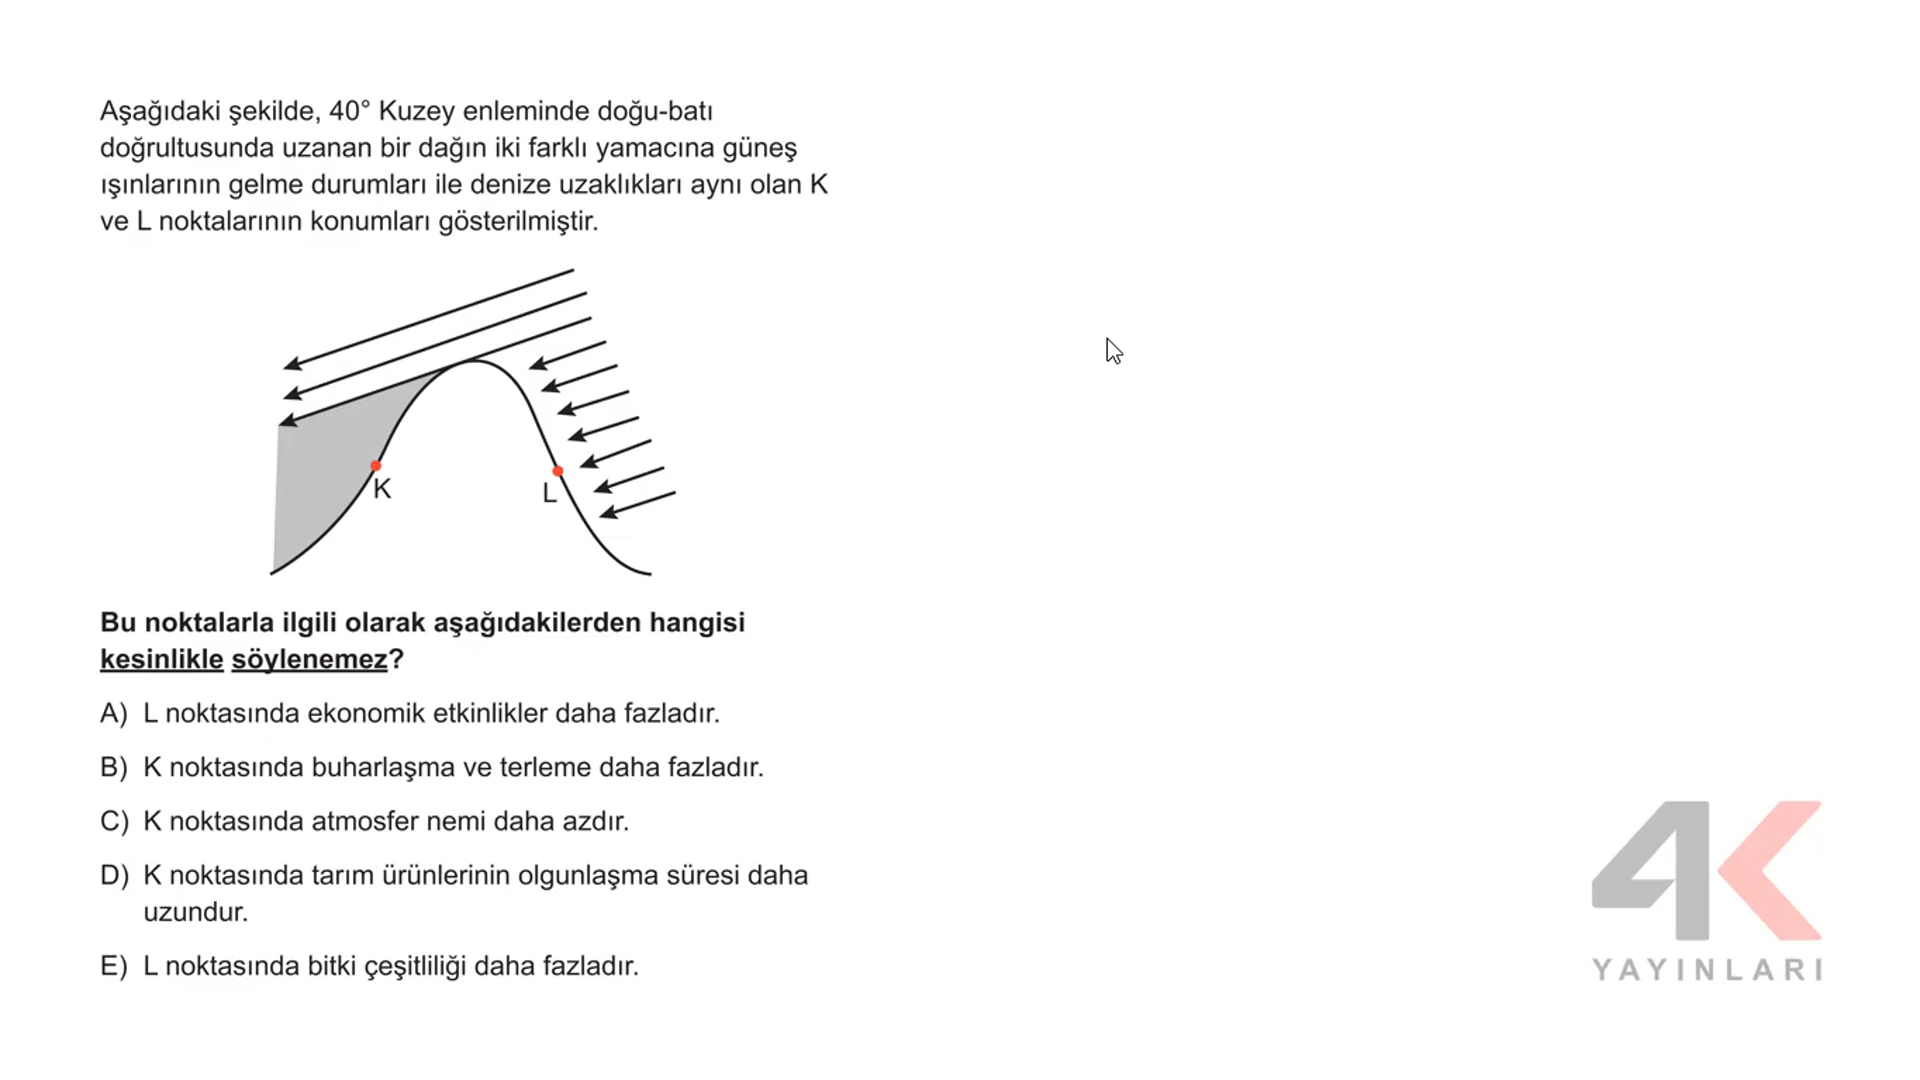 Aşağıdaki şekilde, 40° Kuzey enleminde doğu-batı
doğrultusunda uzanan bir dağın iki farklı yamacına güneş
ışınlarının gelme durumları ile denize uzaklıkları aynı olan K
ve L noktalarının konumları gösterilmiştir.
K
L
Bu noktalarla ilgili olarak aşağıdakilerden hangisi
kesinlikle söylenemez?
A) L noktasında ekonomik etkinlikler daha fazladır.
B) K noktasında buharlaşma ve terleme daha fazladır.
C) K noktasında atmosfer nemi daha azdır.
D) K noktasında tarım ürünlerinin olgunlaşma süresi daha
uzundur.
E) L noktasında bitki çeşitliliği daha fazladır.
4K
YAYINLARI